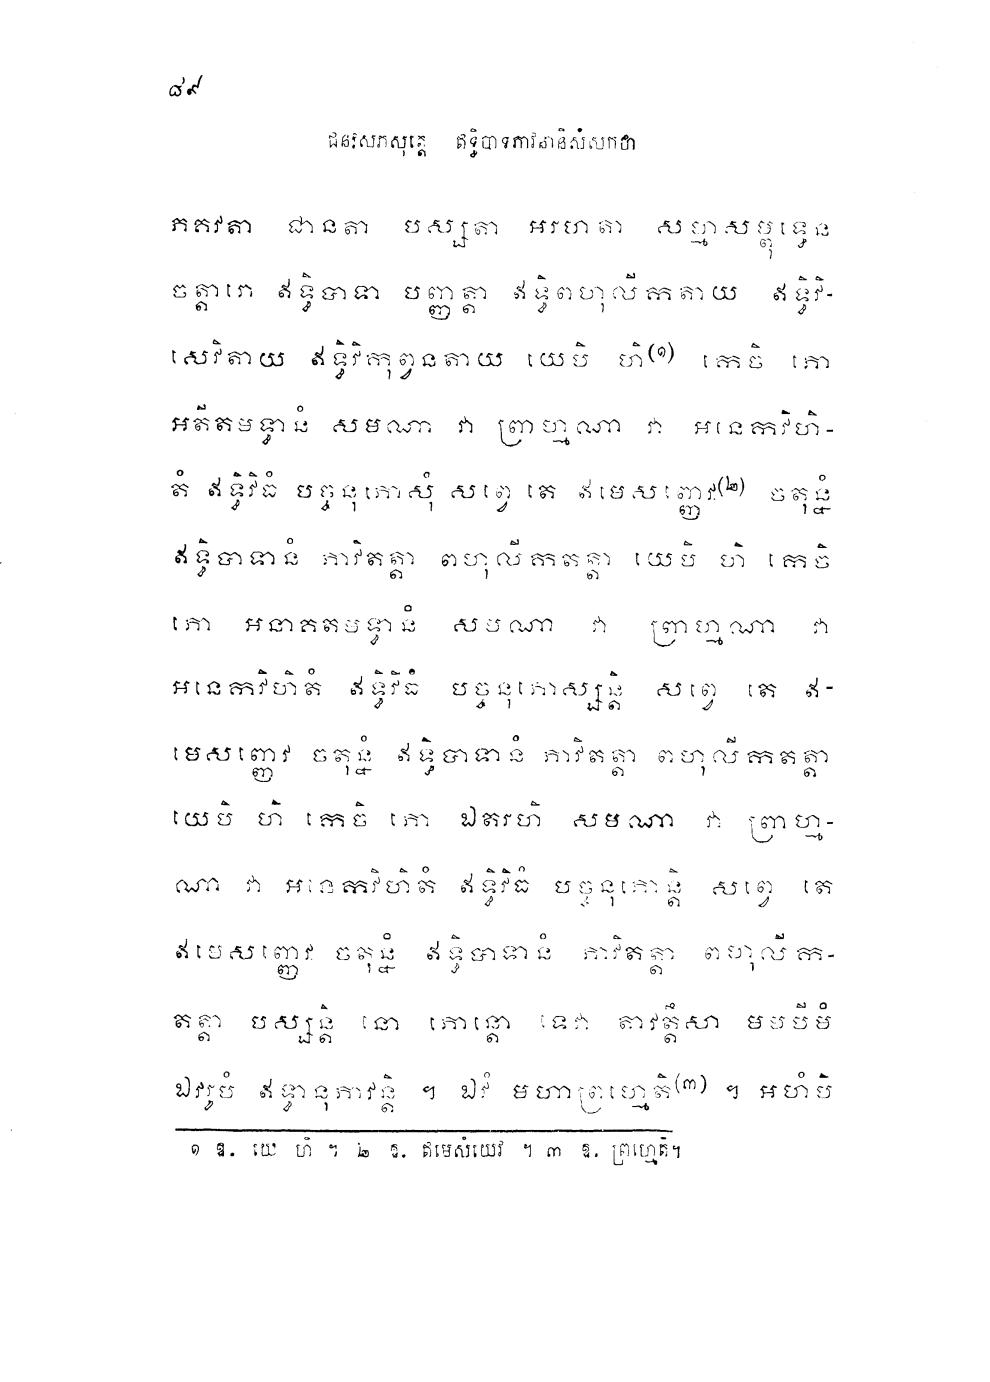 ៨៩
ជនវសភសុត្តេ ឥទ្ធិបាទភាវនានិសំសកថា
ភគវតា ជានតា បស្សតា អរហតា សម្មាសម្ពុទ្ធេន
ចត្តារោ ឥទ្ធិបាទា បញ្ញត្តា ឥទ្ធិពហុលីកតាយ ឥទ្ធិវិ-
សេវិតាយ ឥទ្ធិវិកុព្វនតាយ យេបិ ហិ(១) កេចិ ភោ
អតីតមទ្ធានំ សមណា វា ព្រាហ្មណា វា អនេកវិហិ-
តំ ឥទ្ធិវិធំ បច្ចនុភោសុំ សព្វេ តេ ឥមេសញ្ញេវ(២) ចតុន្នំ
ឥទ្ធិបាទានំ ភាវិតត្តា ពហុលីកតត្តា យេបិ ហិ កេចិ
ភោ អនាគតមទ្ធានំ សមណា វា ព្រាហ្មណា វា
អនេកវិហិតំ ឥទ្ធិវិធំ បច្ចនុភោស្សន្តិ សព្វេ តេ ឥ-
មេសញ្ញេវ ចតុន្នំ ឥទ្ធិបាទានំ ភាវិតត្តា ពហុលីកតត្តា
យេបិ ហិ កេចិ ភោ ឯតរហិ សមណា វា ព្រាហ្ម-
ណា វា អនេកវិហិតំ ឥទ្ធិវិធំ បច្ចនុភោន្តិ សព្វេ តេ
ឥមេសញ្ញេវ ចតុន្នំ ឥទ្ធិបាទានំ ភាវិតត្តា ពហុលីក-
តត្តា បស្សន្តិ នោ ភោន្តោ ទេវា តាវត្តឹសា មមបីមំ
ឯវរូបំ ឥទ្ធានុភាវន្តិ ។ ឯវំ មហាព្រហ្មេតិ(៣) ។ អហំបិ
១ ឱ. យេ ហិ ។ ២ ឱ. ឥមេសំយេវ ។ ៣ ឱ. ព្រហ្មេតិ។